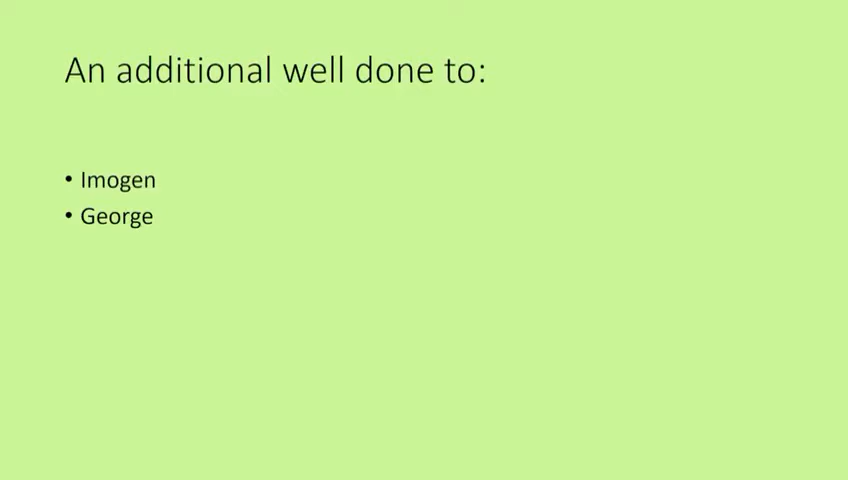 An additional well done to:
• Imogen
• George